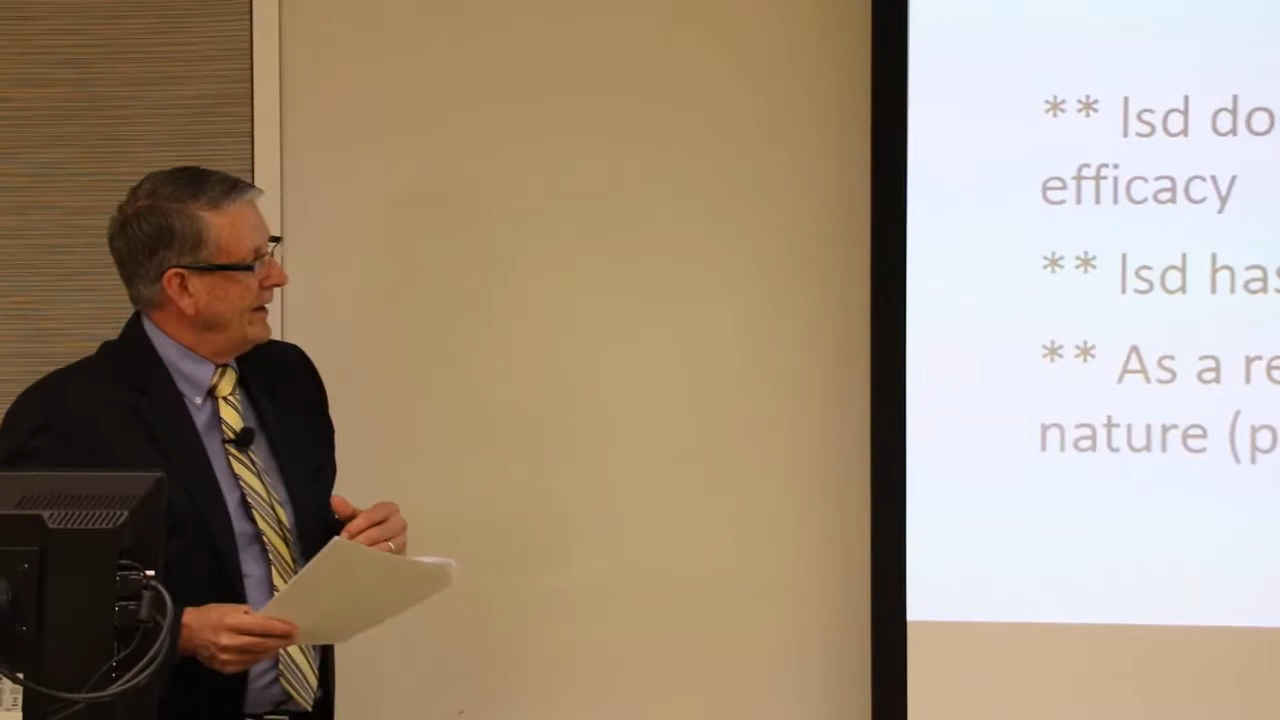 ** lsd do
efficacy
** lsd has
** As a re
nature (p